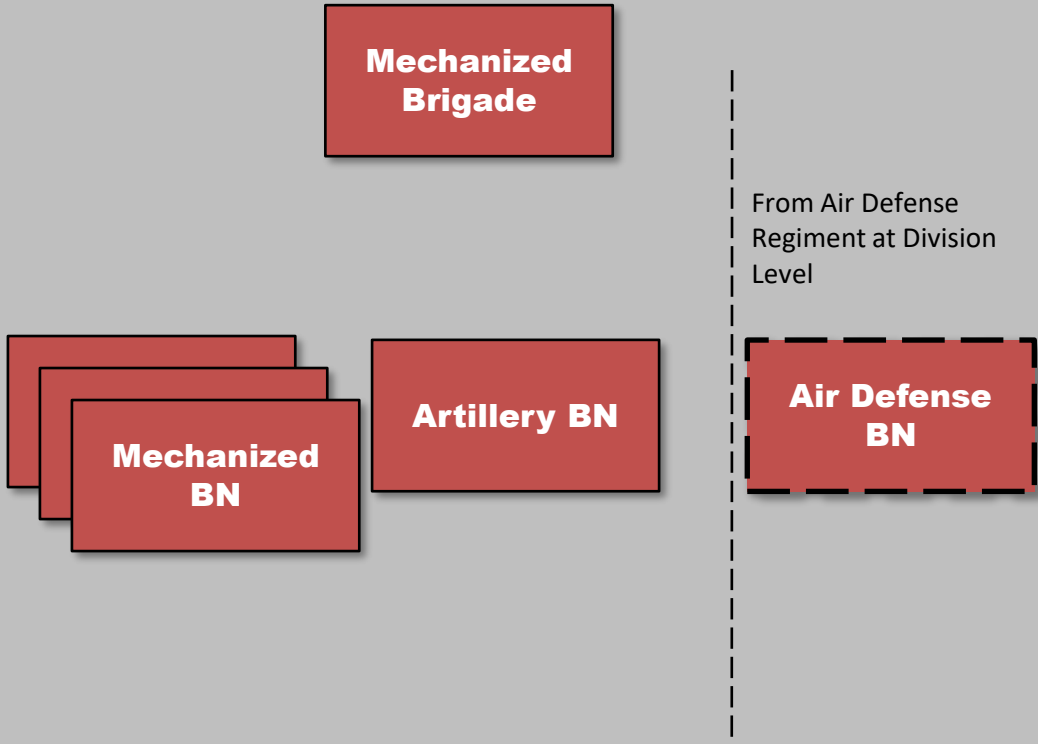 Mechanized
Brigade
From Air Defense
Regiment at Division
Level
Mechanized
BN
Artillery BN
Air Defense
BN